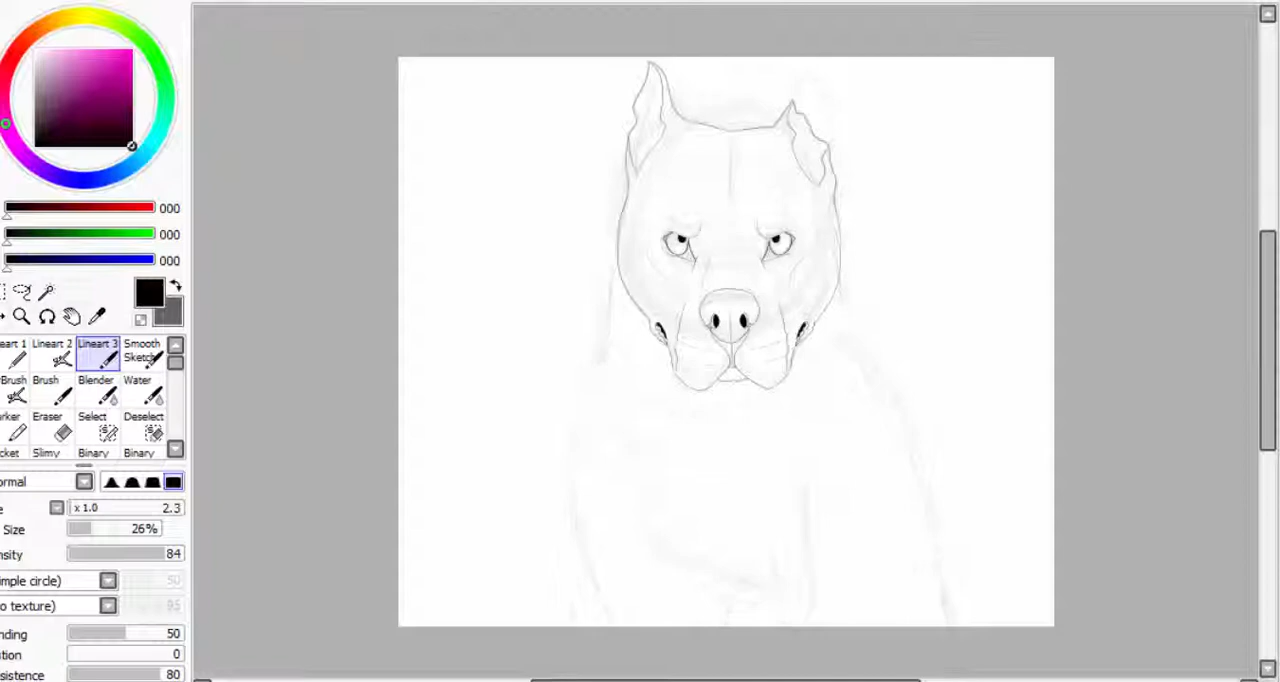 000
000
000
eart 1 Lineart 2 Lineart 3 Smooth
Sketch
Brush Brush Blender Water
rker Eraser Select Deselect
cket Slimy Binary Binary
ormal
e x 1.0 2.3
Size 26%
nsity 84
imple circle) 50
o texture) 95
nding 50
tion 0
sistence 80